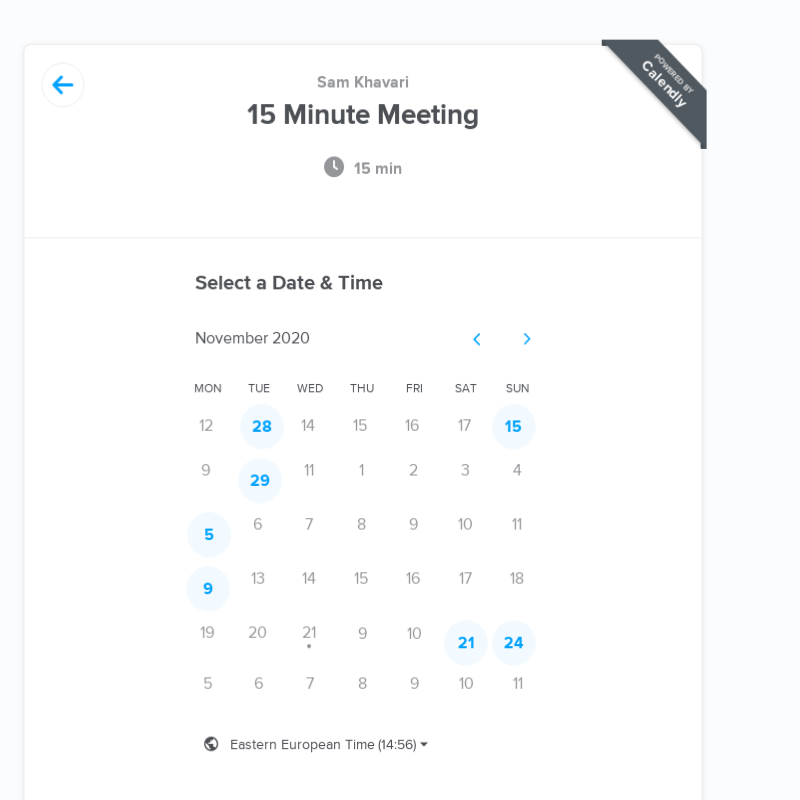 POWERED BY
Calendly
Sam Khavari
15 Minute Meeting
15 min
Select a Date & Time
November 2020
MON TUE WED THU FRI SAT SUN
12 28 14 15 16 17 15
9 29 11 1 2 3 4
5 6 7 8 9 10 11
9 13 14 15 16 17 18
19 20 21 9 10 21 24
5 6 7 8 9 10 11
Eastern European Time (14:56)